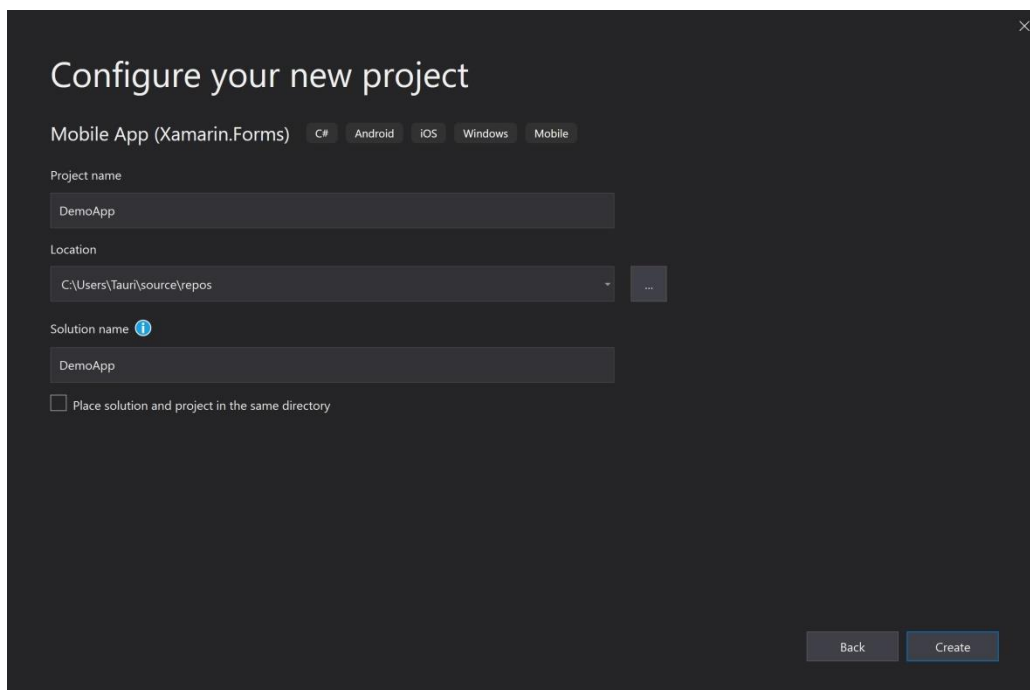 Configure your new project
Mobile App (Xamarin.Forms) C# Android iOS Windows Mobile
Project name
DemoApp
Location
C:\Users\Tauri\source\repos
...
Solution name
DemoApp
Place solution and project in the same directory
Back Create